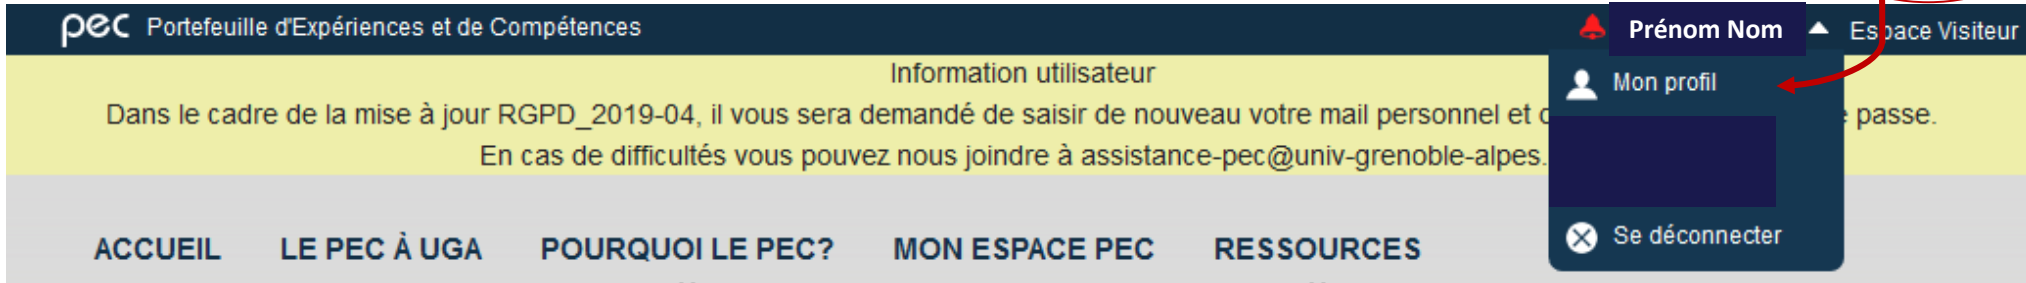 pec Portefeuille d'Expériences et de Compétences
Prénom Nom
Espace Visiteur
Information utilisateur
Mon profil
Dans le cadre de la mise à jour RGPD_2019-04, il vous sera demandé de saisir de nouveau votre mail personnel et passe.
En cas de difficultés vous pouvez nous joindre à assistance-pec@univ-grenoble-alpes.
Se déconnecter
ACCUEIL LE PEC À UGA POURQUOI LE PEC? MON ESPACE PEC RESSOURCES